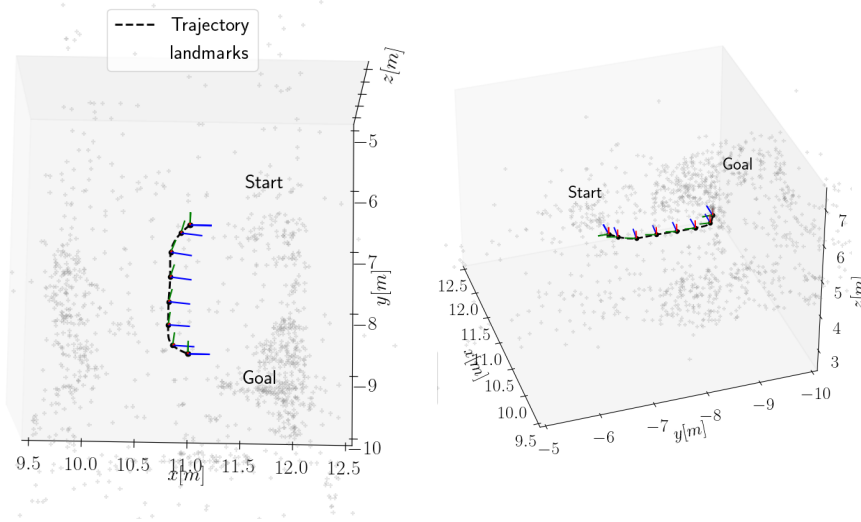 Trajectory
landmarks
z[m]
−5
Start
−6
−7
y[m]
−8
Goal
−9
−10
9.5 10.0 10.5 11.0 11.5 12.0 12.5
x[m]
Goal
Start
7
6
5
z[m]
4
3
12.5
12.0
11.5
x[m]
11.0
10.5
10.0
9.5
−5
−6
−7
y[m]
−8
−9
−10